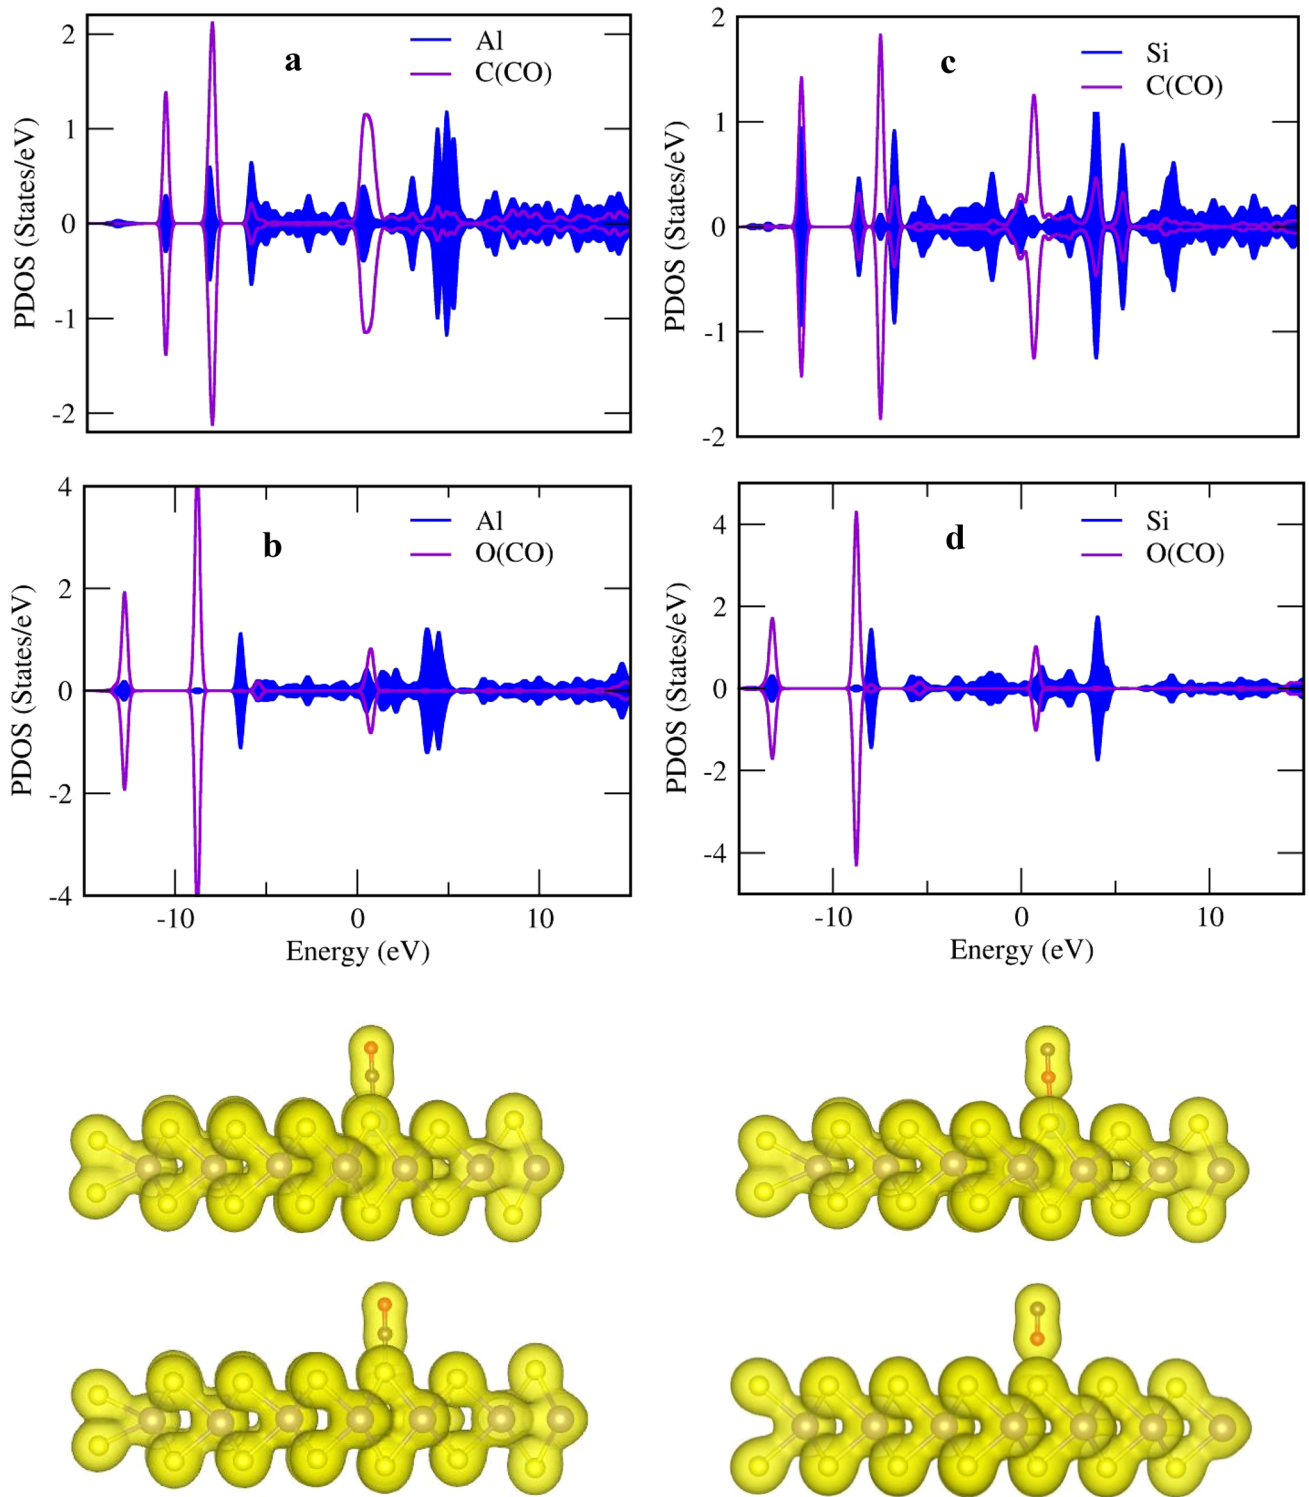 a
Al
C(CO)
PDOS (States/eV)
2
1
0
-1
-2
c
Si
C(CO)
PDOS (States/eV)
2
1
0
-1
-2
b
Al
O(CO)
PDOS (States/eV)
4
2
0
-2
-4
-10
0
10
Energy (eV)
d
Si
O(CO)
PDOS (States/eV)
4
2
0
-2
-4
-10
0
10
Energy (eV)